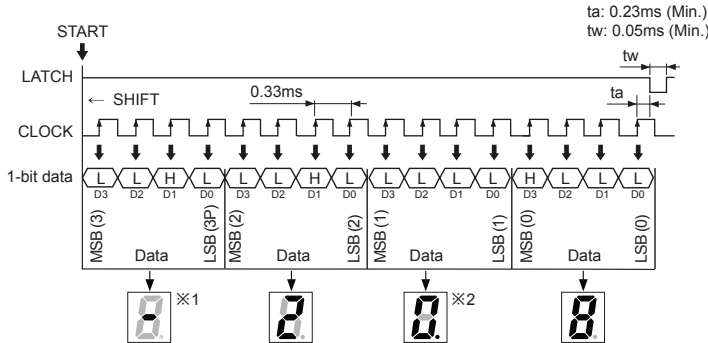 ta: 0.23ms (Min.)
tw: 0.05ms (Min.)
START
tw
LATCH
← SHIFT
0.33ms
ta
CLOCK
1-bit data
L L H L L L H L L L L L H L L L
D3 D2 D1 D0 D3 D2 D1 D0 D3 D2 D1 D0 D3 D2 D1 D0
MSB (3) Data LSB (3P) MSB (2) Data LSB (2) MSB (1) Data LSB (1) MSB (0) Data LSB (0)
- ※1 2 0. ※2 8